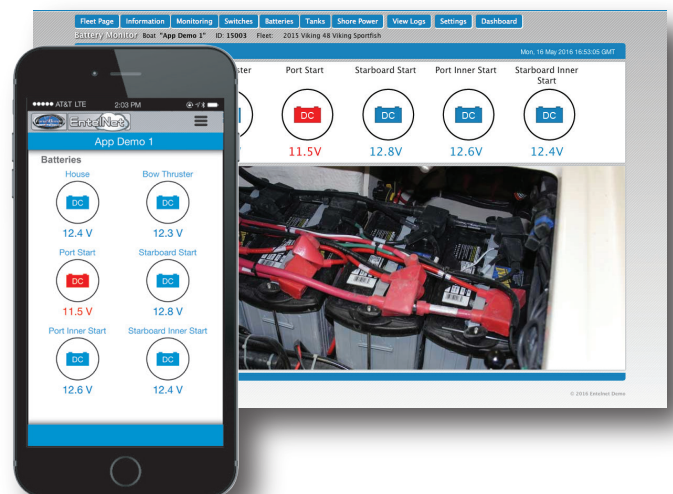 Fleet Page Information Monitoring Switches Batteries Tanks Shore Power View Logs Settings Dashboard
Battery Monitor Boat "App Demo 1" ID: 15003 Fleet: 2015 Viking 48 Viking Sportfish
Mon, 16 May 2016 16:53:05 GMT
Port Start Starboard Start Port Inner Start Starboard Inner Start
DC DC DC DC
11.5V 12.8V 12.6V 12.4V
© 2016 EntelNet Demo
AT&T LTE 2:03 PM
EntelNet
App Demo 1
Batteries
House Bow Thruster
DC DC
12.4 V 12.3 V
Port Start Starboard Start
DC DC
11.5 V 12.8 V
Port Inner Start Starboard Inner Start
DC DC
12.6 V 12.4 V